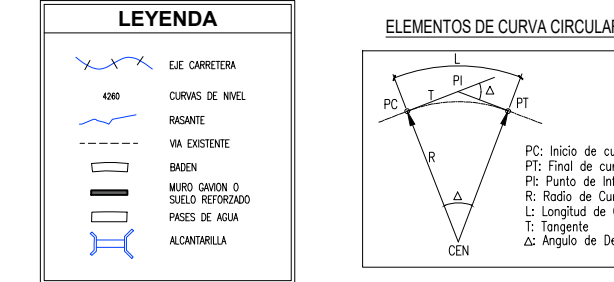 LEYENDA
EJE CARRETERA
4260 CURVAS DE NIVEL
RASANTE
VIA EXISTENTE
BADEN
MURO GAVION O
SUELO REFORZADO
PASES DE AGUA
ALCANTARILLA
ELEMENTOS DE CURVA CIRCULAR
L
PI
Δ
T
PC
PT
R
Δ
CEN
PC: Inicio de
PT: Final de
PI: Punto de
R: Radio de
L: Longitud de
T: Tangente
Δ: Angulo de